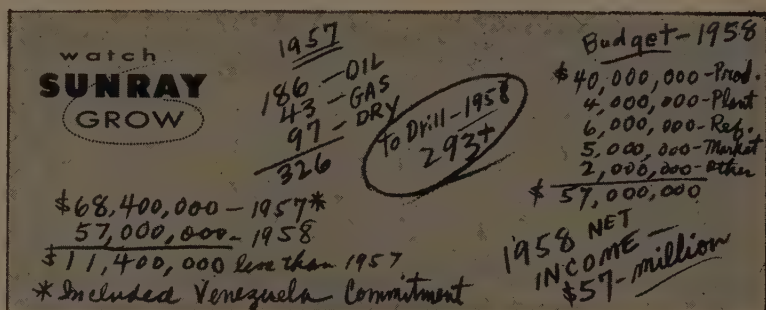 watch
SUNRAY
GROW
1957
186 - OIL
43 - GAS
97 - DRY
326
To Drill - 1958
293+
Budget - 1958
$40,000,000 - Prod.
4,000,000 - Plant
6,000,000 - Ref.
5,000,000 - Market
2,000,000 - Other
$ 57,000,000
$68,400,000 - 1957*
57,000,000 - 1958
$11,400,000 less than 1957
* Included Venezuela Commitment
1958 NET
INCOME -
$57 - million